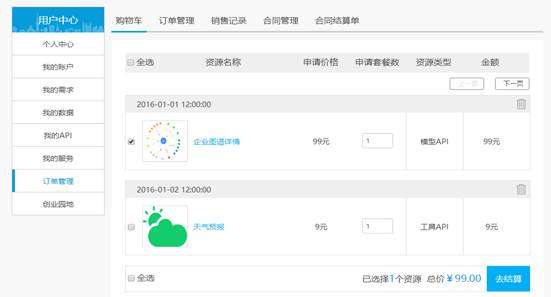 用户中心
个人中心
我的账户
我的需求
我的数据
我的API
我的服务
订单管理
创业园地
购物车 订单管理 销售记录 合同管理 合同结算单
全选 资源名称 申请价格 申请套餐数 资源类型 金额
上一页 下一页
2016-01-01 12:00:00
企业图谱详情 99元 1 模型API 99元
2016-01-02 12:00:00
天气预报 9元 1 工具API 9元
全选 已选择1个资源 总价¥99.00 去结算